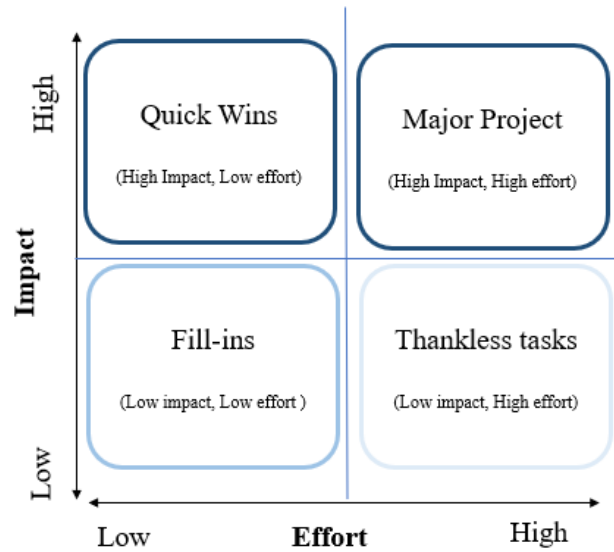 High
Quick Wins
(High Impact, Low effort)
Major Project
(High Impact, High effort)
Impact
Fill-ins
(Low impact, Low effort )
Thankless tasks
(Low impact, High effort)
Low
Low
Effort
High